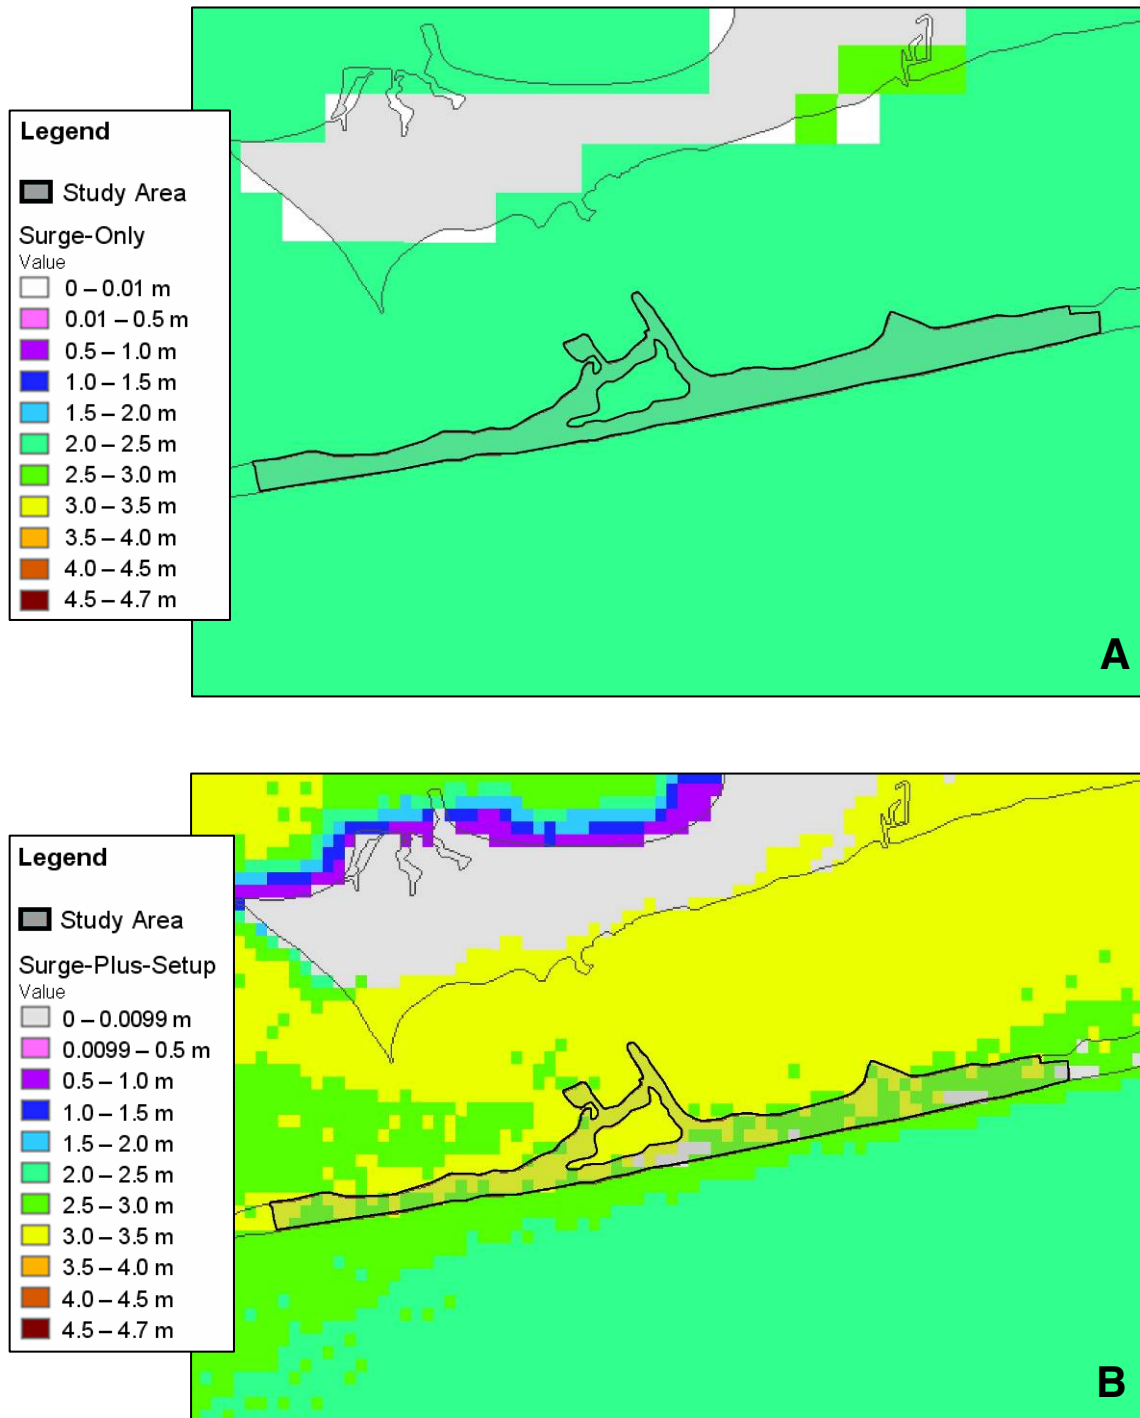 Legend
Study Area
Surge-Only
Value
0 – 0.01 m
0.01 – 0.5 m
0.5 – 1.0 m
1.0 – 1.5 m
1.5 – 2.0 m
2.0 – 2.5 m
2.5 – 3.0 m
3.0 – 3.5 m
3.5 – 4.0 m
4.0 – 4.5 m
4.5 – 4.7 m
A
Legend
Study Area
Surge-Plus-Setup
Value
0 – 0.0099 m
0.0099 – 0.5 m
0.5 – 1.0 m
1.0 – 1.5 m
1.5 – 2.0 m
2.0 – 2.5 m
2.5 – 3.0 m
3.0 – 3.5 m
3.5 – 4.0 m
4.0 – 4.5 m
4.5 – 4.7 m
B